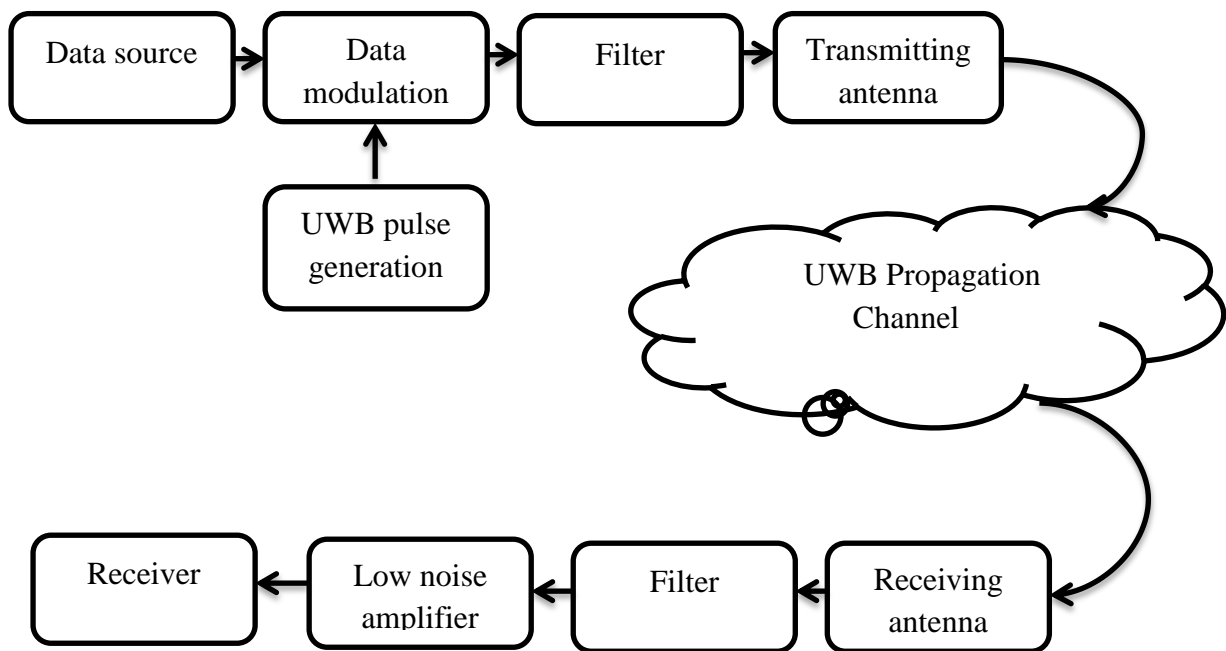 Data source
Data
modulation
Filter
Transmitting
antenna
UWB pulse
generation
UWB Propagation
Channel
Receiver
Low noise
amplifier
Filter
Receiving
antenna